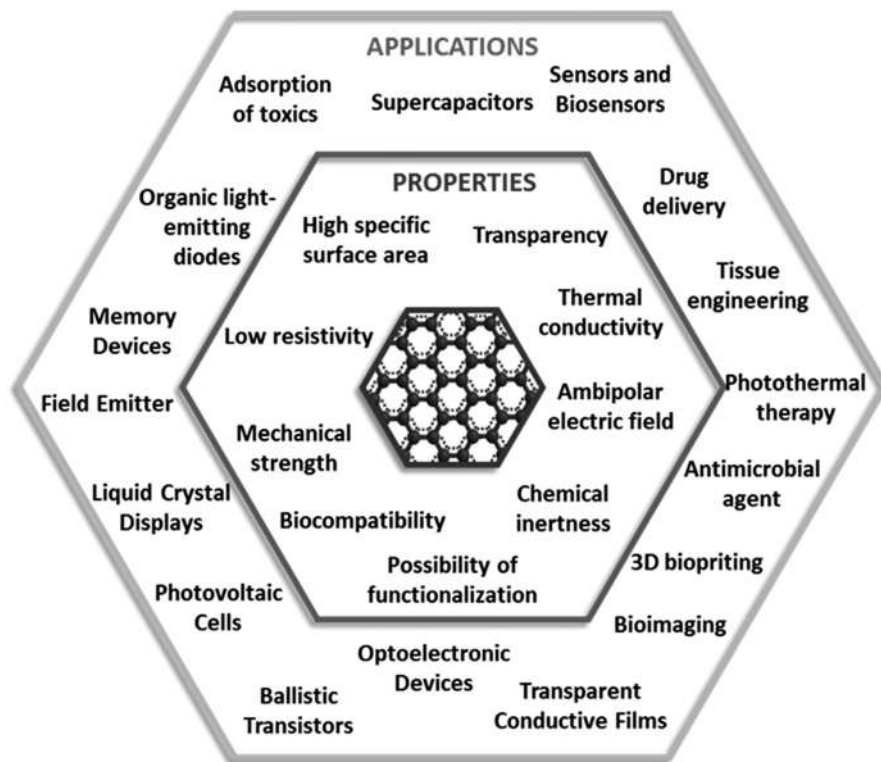 APPLICATIONS
Adsorption
of toxics
Supercapacitors
Sensors and
Biosensors
Drug
delivery
Tissue
engineering
Photothermal
therapy
Antimicrobial
agent
3D biopriting
Bioimaging
Transparent
Conductive Films
Optoelectronic
Devices
Ballistic
Transistors
Photovoltaic
Cells
Liquid Crystal
Displays
Field Emitter
Memory
Devices
Organic light-
emitting
diodes
PROPERTIES
High specific
surface area
Transparency
Thermal
conductivity
Ambipolar
electric field
Chemical
inertness
Possibility of
functionalization
Biocompatibility
Mechanical
strength
Low resistivity